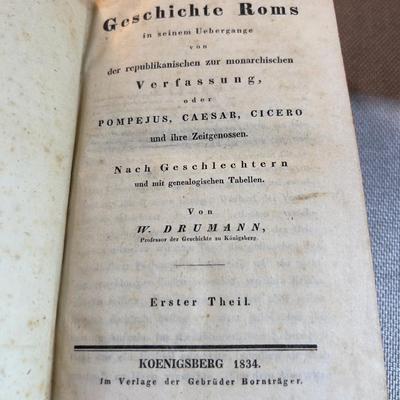 Geschichte Roms
in seinem Uebergange
von
der republikanischen zur monarchischen
Verfassung,
oder
POMPEJUS, CAESAR, CICERO
und ihre Zeitgenossen.
Nach Geschlechtern
und mit genealogischen Tabellen.
Von
W. DRUMANN,
Professor der Geschichte zu Königsberg.
Erster Theil.
KOENIGSBERG 1834.
Im Verlage der Gebrüder Bornträger.